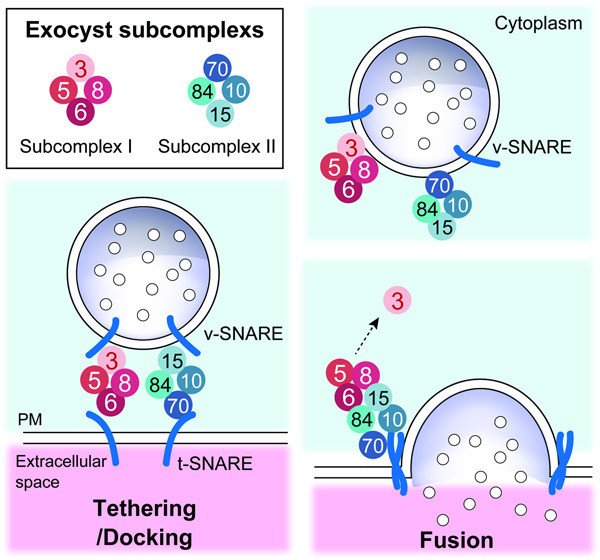 Exocyst subcomplexs
3
5 8
6
Subcomplex I
70
84 10
15
Subcomplex II
Cytoplasm
v-SNARE
3
5 8
6
70
84 10
15
v-SNARE
3
5 8
6
15
84 10
70
PM
Extracellular
space
t-SNARE
Tethering
/Docking
3
5 8
6 15
84 10
70
Fusion